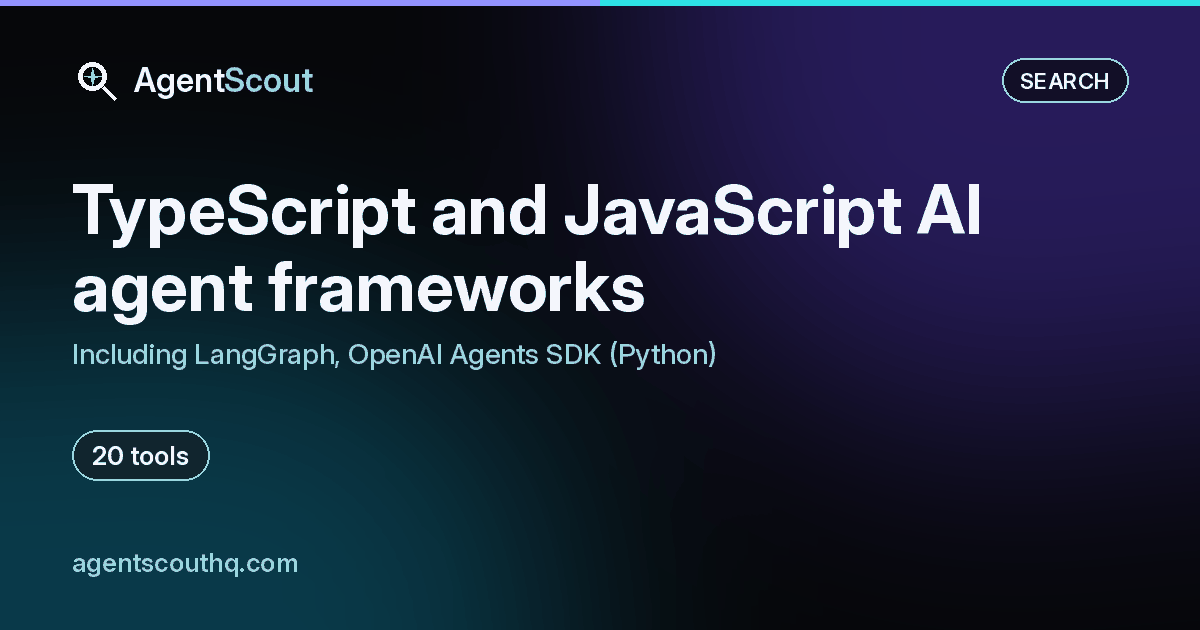 AgentScout
SEARCH
TypeScript and JavaScript AI
agent frameworks
Including LangGraph, OpenAI Agents SDK (Python)
20 tools
agentscouthq.com